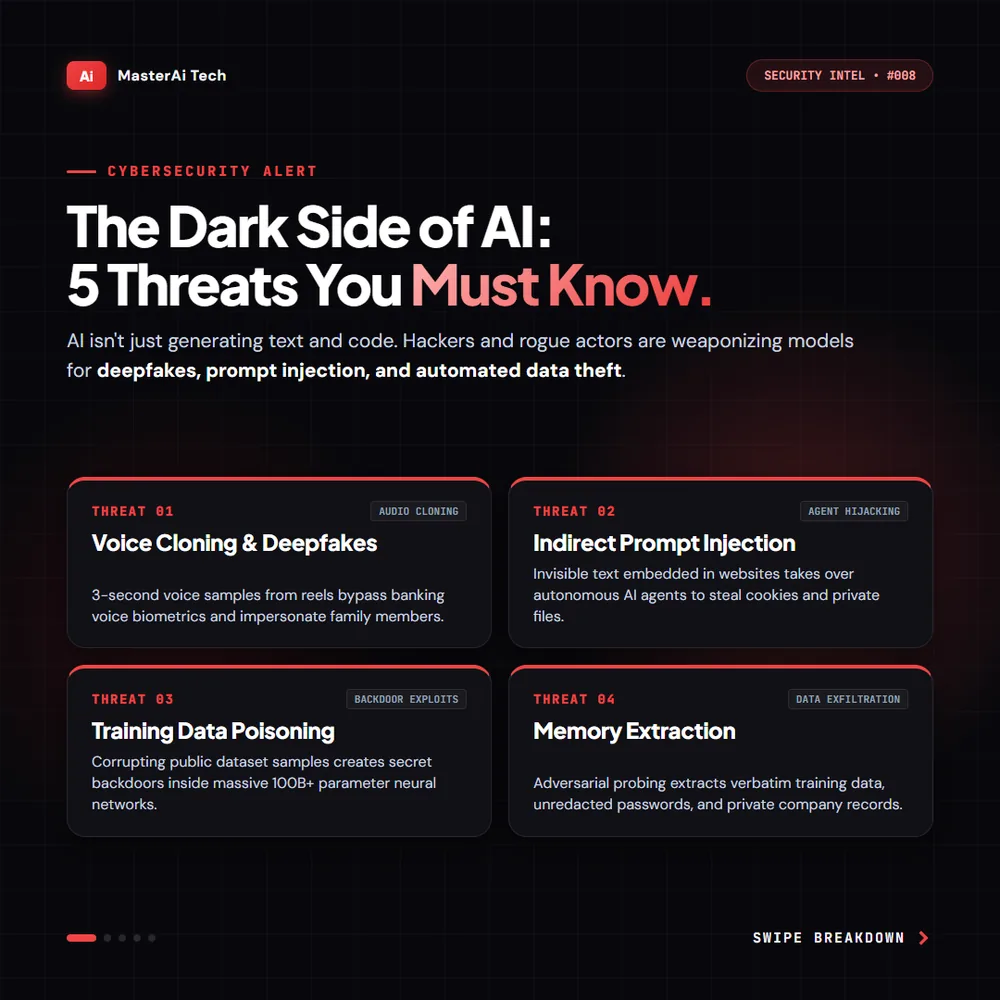 Ai MasterAi Tech
SECURITY INTEL • #008
CYBERSECURITY ALERT
The Dark Side of AI:
5 Threats You Must Know.
AI isn't just generating text and code. Hackers and rogue actors are weaponizing models
for deepfakes, prompt injection, and automated data theft.
THREAT 01
AUDIO CLONING
Voice Cloning & Deepfakes
3-second voice samples from reels bypass banking
voice biometrics and impersonate family members.
THREAT 02
AGENT HIJACKING
Indirect Prompt Injection
Invisible text embedded in websites takes over
autonomous AI agents to steal cookies and private
files.
THREAT 03
BACKDOOR EXPLOITS
Training Data Poisoning
Corrupting public dataset samples creates secret
backdoors inside massive 100B+ parameter neural
networks.
THREAT 04
DATA EXFILTRATION
Memory Extraction
Adversarial probing extracts verbatim training data,
unredacted passwords, and private company records.
SWIPE BREAKDOWN